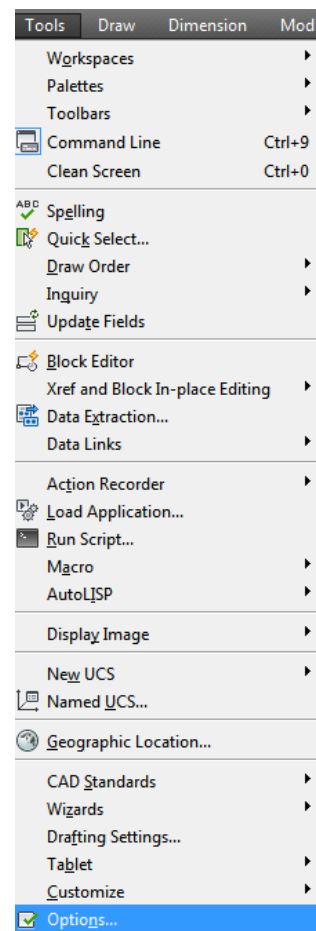 Tools Draw Dimension Mod
Workspaces
Palettes
Toolbars
Command Line Ctrl+9
Clean Screen Ctrl+0
ABC Spelling
Quick Select...
Draw Order
Inquiry
Update Fields
Block Editor
Xref and Block In-place Editing
Data Extraction...
Data Links
Action Recorder
Load Application...
Run Script...
Macro
AutoLISP
Display Image
New UCS
Named UCS...
Geographic Location...
CAD Standards
Wizards
Drafting Settings...
Tablet
Customize
Options...